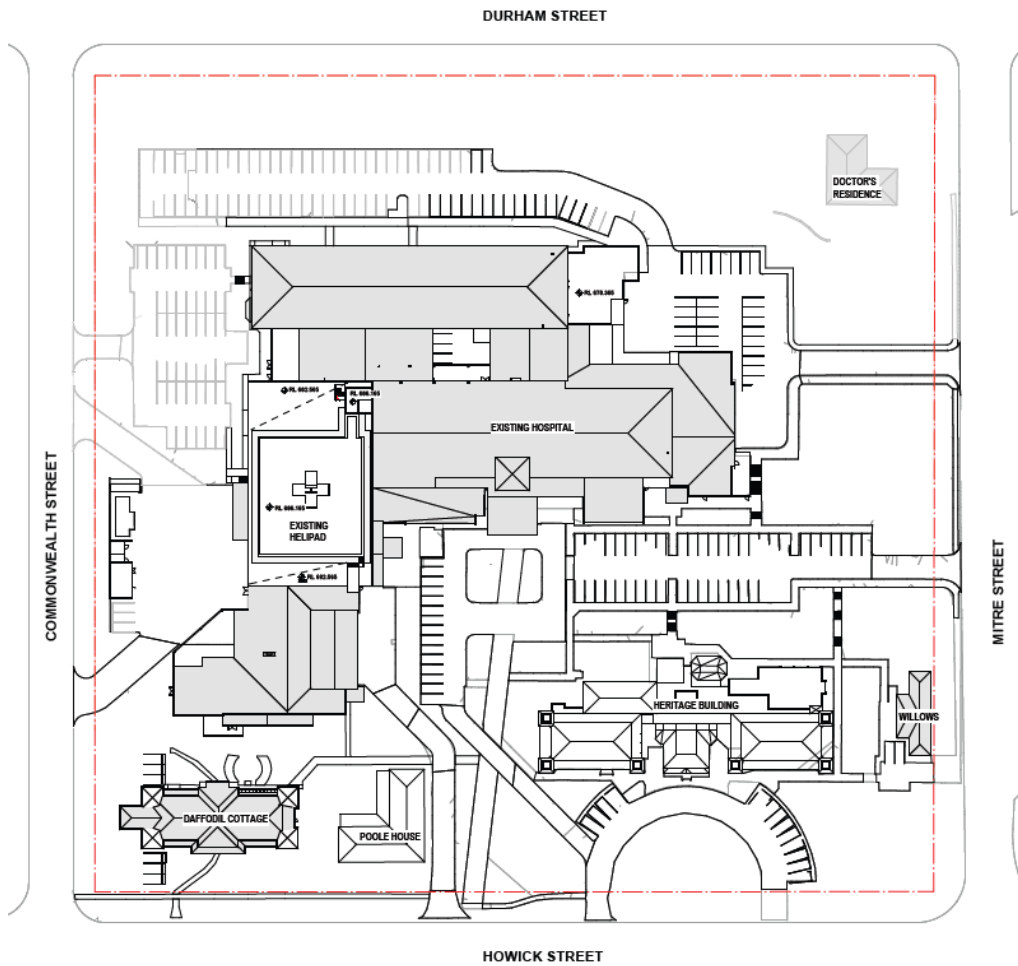 DURHAM STREET
DOCTOR'S
RESIDENCE
COMMONWEALTH STREET
EXISTING HOSPITAL
EXISTING
HELIPAD
MITRE STREET
HERITAGE BUILDING
WILLOWS
DAFFODIL COTTAGE
POOLE HOUSE
HOWICK STREET